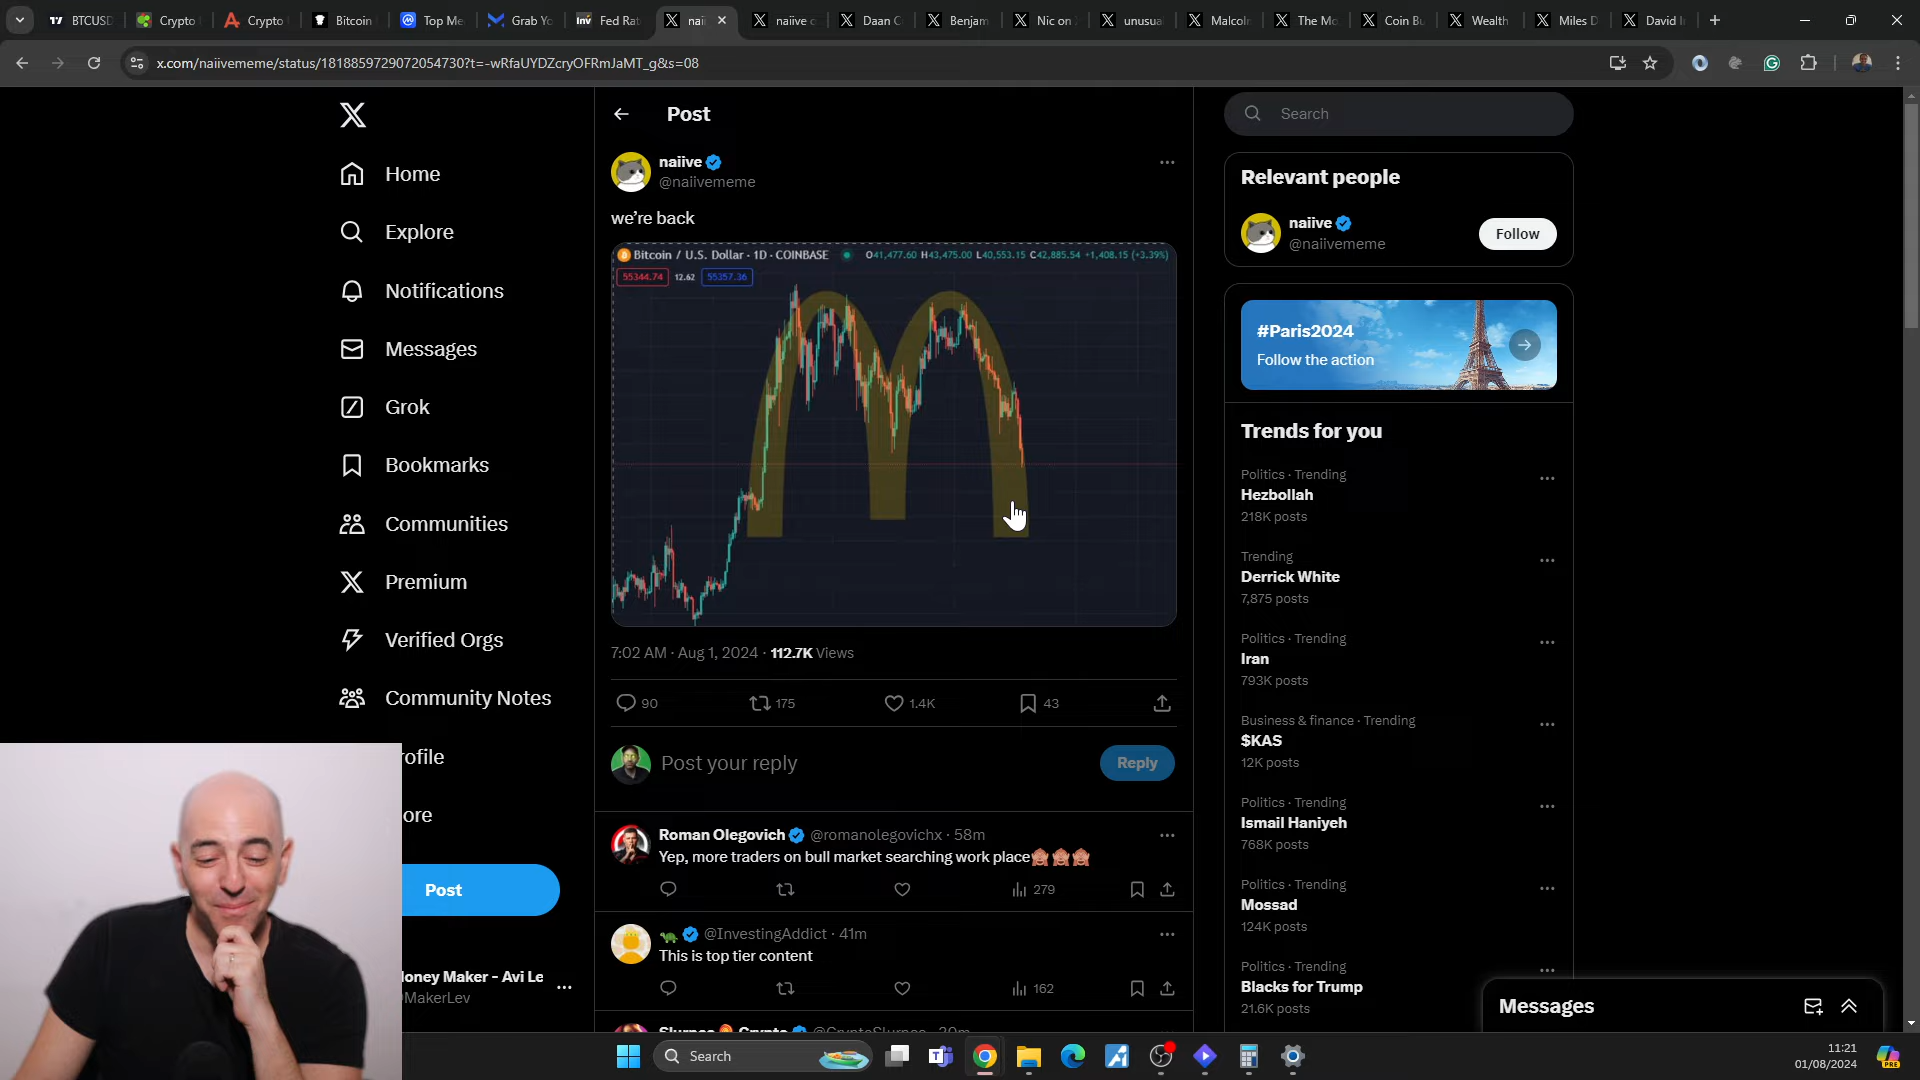 BTCUSD
Crypto
Crypto
Bitcoin
Top Me
Grab Yo
Fed Rat
naii
naiive o
Daan C
Benjam
Nic on
unusua
Malcolm
The Mo
Coin Bu
Wealth
Miles D
David I
x.com/naiivememe/status/1818859729072054730?t=-wRfaUYDZcryOFRmJaMT_g&s=08
Home
Explore
Notifications
Messages
Grok
Bookmarks
Communities
Premium
Verified Orgs
Community Notes
rofile
ore
Post
Money Maker - Avi Le
MakerLev
Post
naiive
@naiivememe
we're back
Bitcoin / U.S. Dollar · 1D · COINBASE O41,477.60 H43,475.00 L40,553.15 C42,885.54 +1,408.15 (+3.39%)
55344.74 12.62 55357.36
7:02 AM · Aug 1, 2024 · 112.7K Views
90 175 1.4K 43
Post your reply
Reply
Roman Olegovich @romanolegovichx · 58m
Yep, more traders on bull market searching work place🙈🙈🙈
279
🐢 @InvestingAddict · 41m
This is top tier content
162
Slurpee Crypto @CryptoSlurpee · 30m
Search
Relevant people
naiive
@naiivememe
Follow
#Paris2024
Follow the action
Trends for you
Politics · Trending
Hezbollah
218K posts
Trending
Derrick White
7,875 posts
Politics · Trending
Iran
793K posts
Business & finance · Trending
$KAS
12K posts
Politics · Trending
Ismail Haniyeh
768K posts
Politics · Trending
Mossad
124K posts
Politics · Trending
Blacks for Trump
21.6K posts
Messages
Search
11:21
01/08/2024